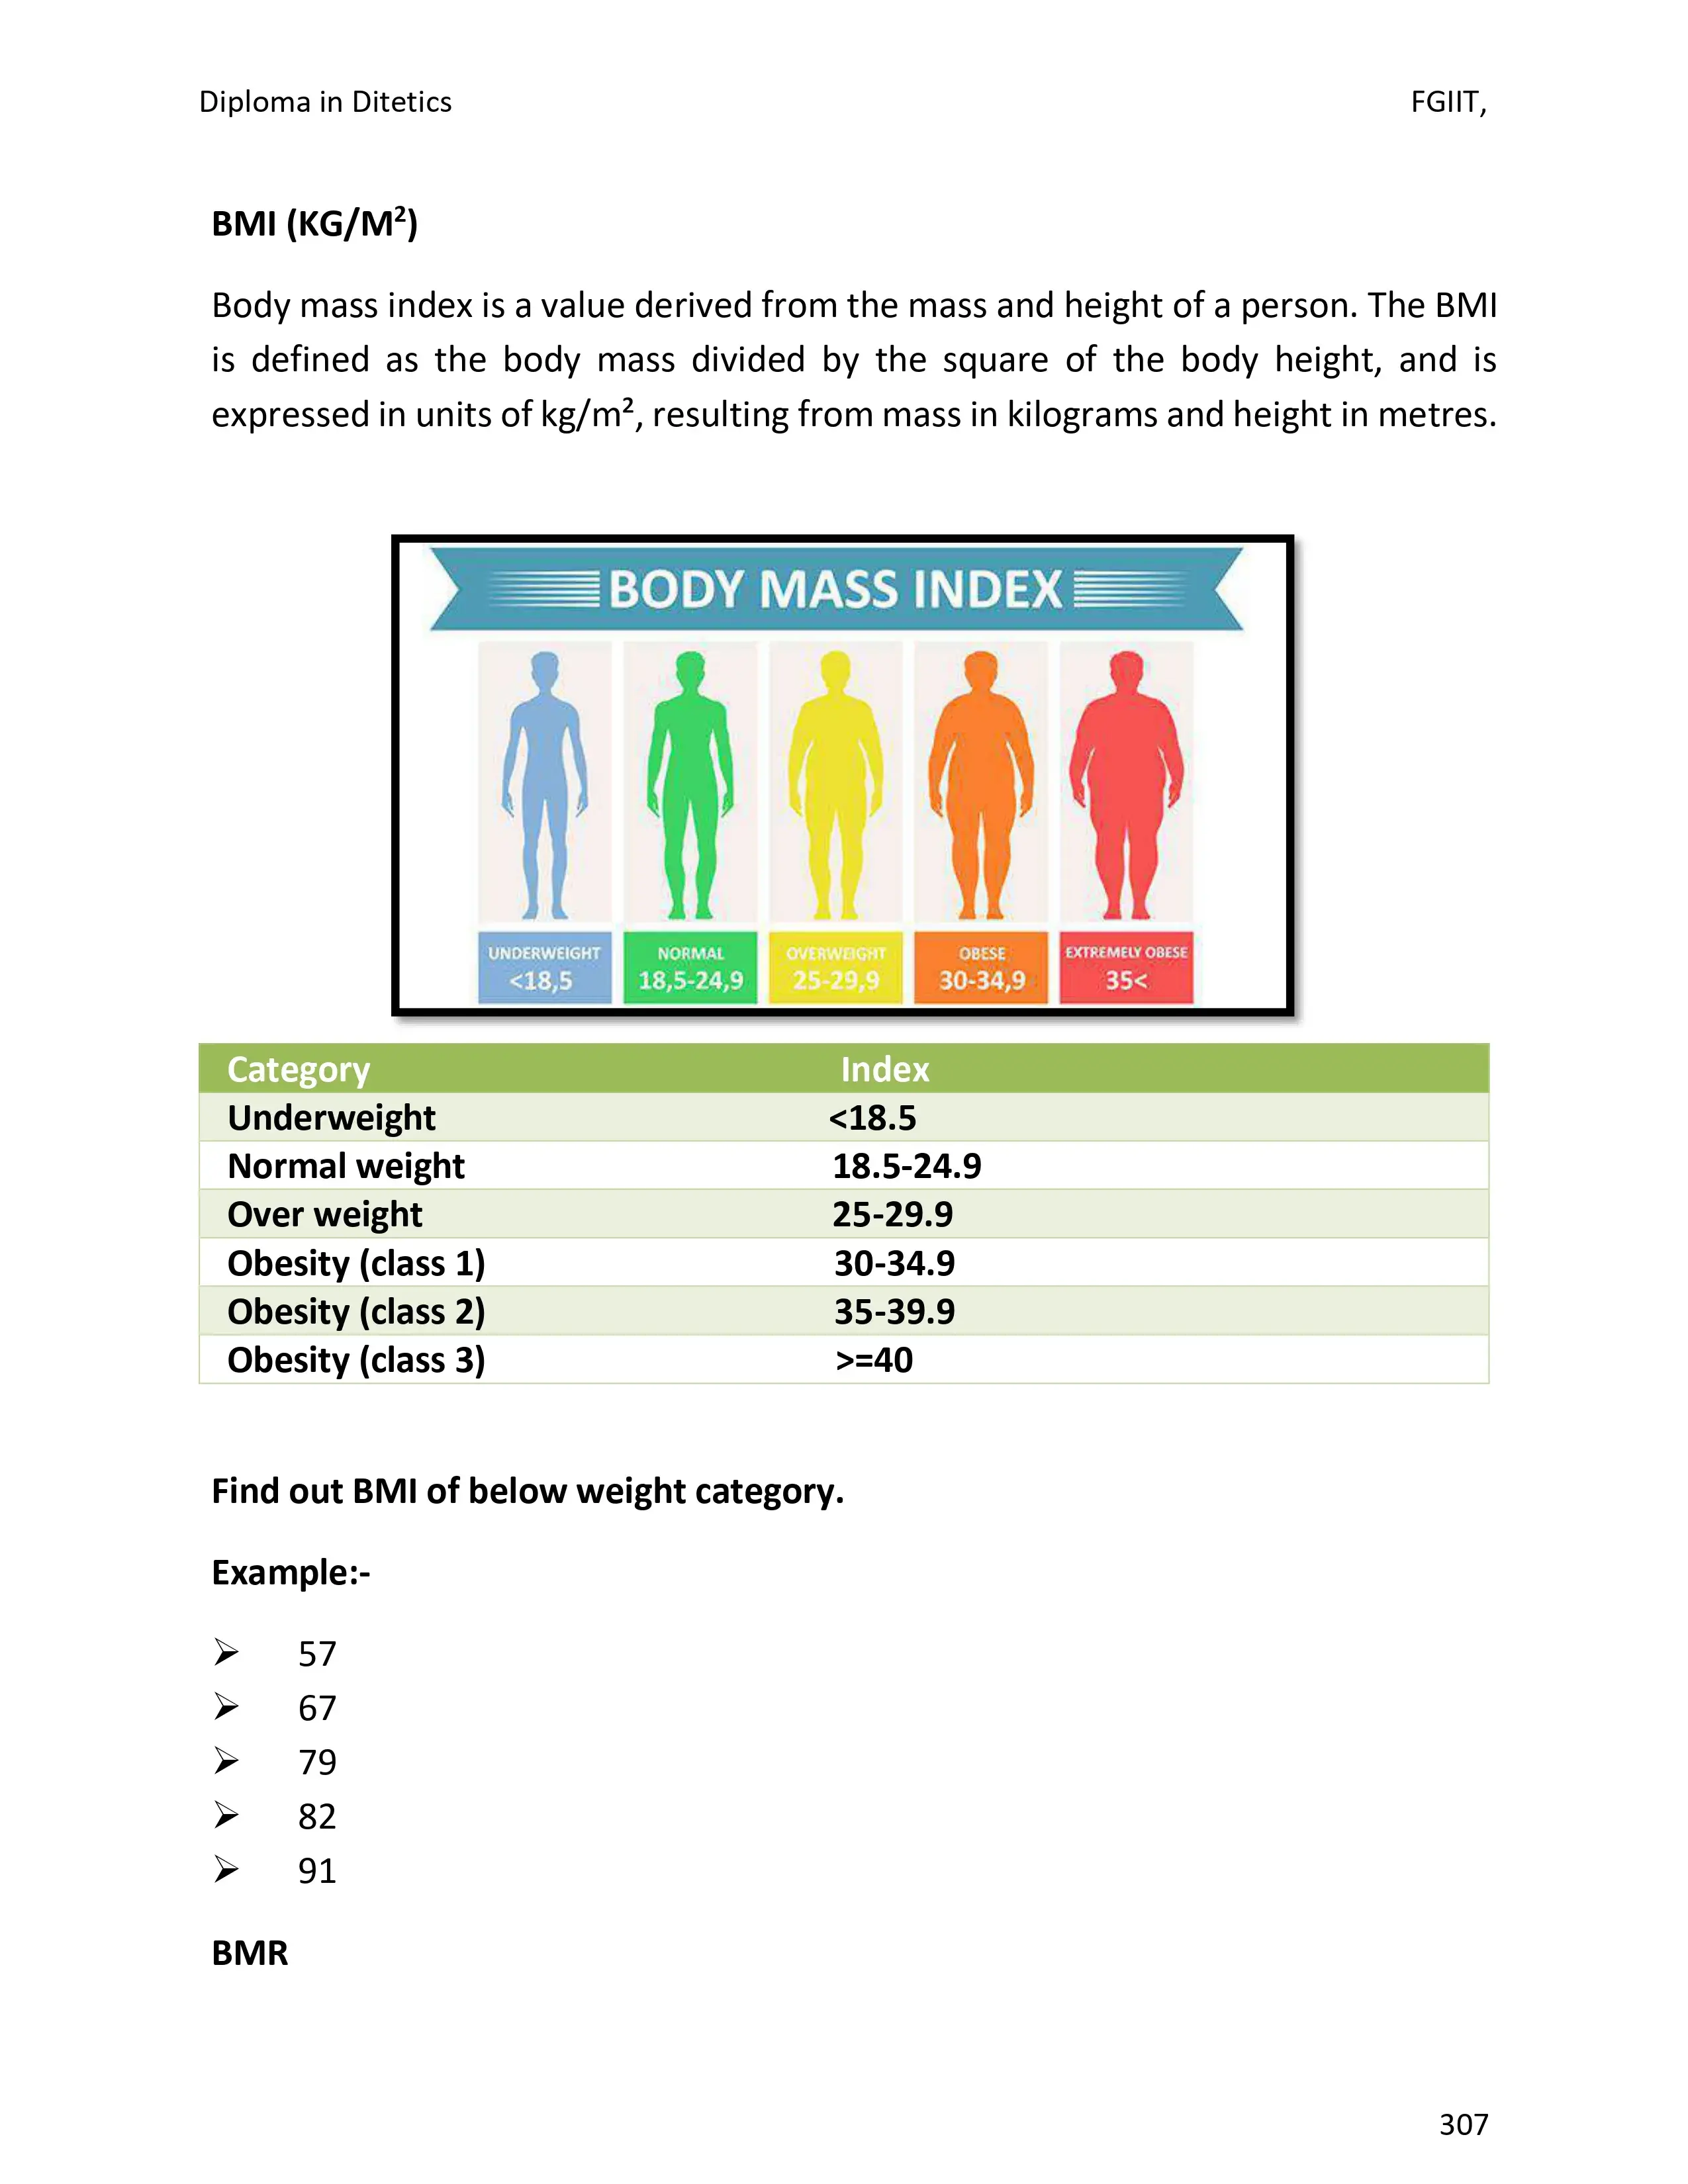 Diploma in Ditetics FGIIT,
BMI (KG/M²)
Body mass index is a value derived from the mass and height of a person. The BMI
is defined as the body mass divided by the square of the body height, and is
expressed in units of kg/m², resulting from mass in kilograms and height in metres.
BODY MASS INDEX
UNDERWEIGHT NORMAL OVERWEIGHT OBESE EXTREMELY OBESE
<18,5 18,5-24,9 25-29,9 30-34,9 35<
Category Index
Underweight <18.5
Normal weight 18.5-24.9
Over weight 25-29.9
Obesity (class 1) 30-34.9
Obesity (class 2) 35-39.9
Obesity (class 3) >=40
Find out BMI of below weight category.
Example:-
➢ 57
➢ 67
➢ 79
➢ 82
➢ 91
BMR
307